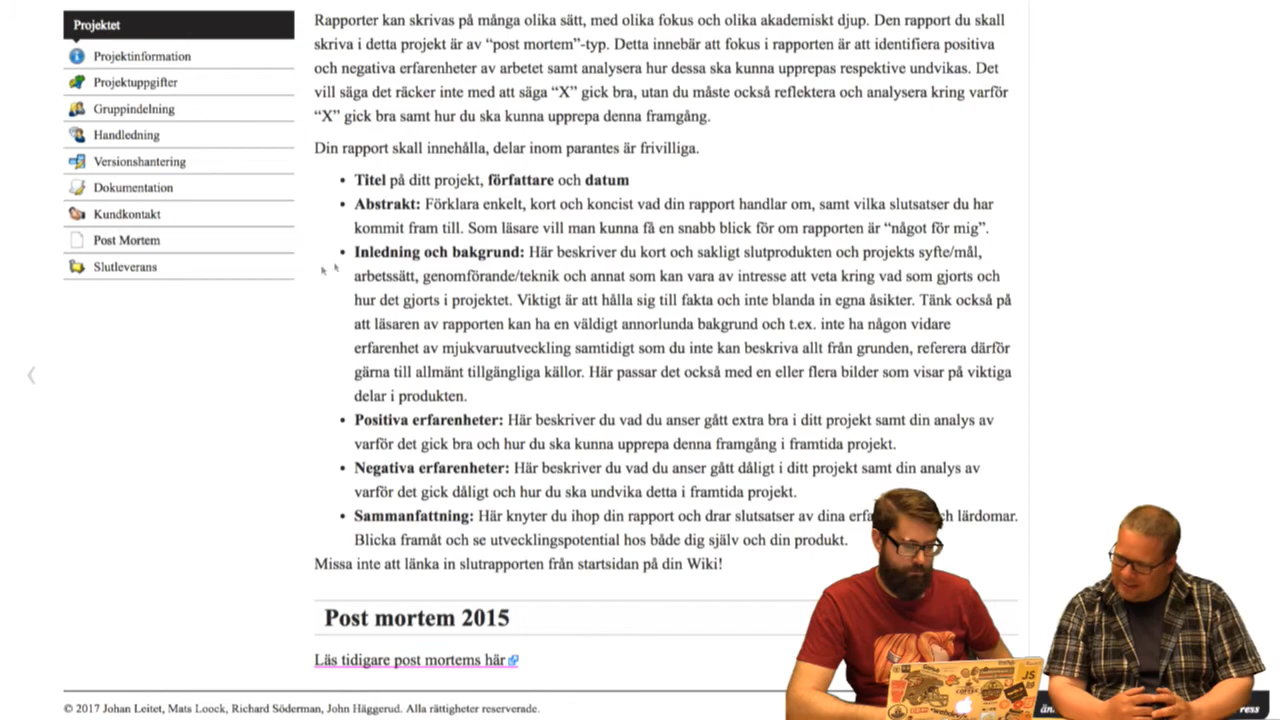 Projektet
Projektinformation
Projektuppgifter
Gruppindelning
Handledning
Versionshantering
Dokumentation
Kundkontakt
Post Mortem
Slutleverans
Rapporter kan skrivas på många olika sätt, med olika fokus och olika akademiskt djup. Den rapport du skall
skriva i detta projekt är av “post mortem”-typ. Detta innebär att fokus i rapporten är att identifiera positiva
och negativa erfarenheter av arbetet samt analysera hur dessa ska kunna upprepas respektive undvikas. Det
vill säga det räcker inte med att säga “X” gick bra, utan du måste också reflektera och analysera kring varför
“X” gick bra samt hur du ska kunna upprepa denna framgång.
Din rapport skall innehålla, delar inom parantes är frivilliga.
• Titel på ditt projekt, författare och datum
• Abstrakt: Förklara enkelt, kort och koncist vad din rapport handlar om, samt vilka slutsatser du har
kommit fram till. Som läsare vill man kunna få en snabb blick för om rapporten är “något för mig”.
• Inledning och bakgrund: Här beskriver du kort och sakligt slutprodukten och projekts syfte/mål,
arbetssätt, genomförande/teknik och annat som kan vara av intresse att veta kring vad som gjorts och
hur det gjorts i projektet. Viktigt är att hålla sig till fakta och inte blanda in egna åsikter. Tänk också på
att läsaren av rapporten kan ha en väldigt annorlunda bakgrund och t.ex. inte ha någon vidare
erfarenhet av mjukvaruutveckling samtidigt som du inte kan beskriva allt från grunden, referera därför
gärna till allmänt tillgängliga källor. Här passar det också med en eller flera bilder som visar på viktiga
delar i produkten.
• Positiva erfarenheter: Här beskriver du vad du anser gått extra bra i ditt projekt samt din analys av
varför det gick bra och hur du ska kunna upprepa denna framgång i framtida projekt.
• Negativa erfarenheter: Här beskriver du vad du anser gått dåligt i ditt projekt samt din analys av
varför det gick dåligt och hur du ska undvika detta i framtida projekt.
• Sammanfattning: Här knyter du ihop din rapport och drar slutsatser av dina erfa ch lärdomar.
Blicka framåt och se utvecklingspotential hos både dig själv och din produkt.
Missa inte att länka in slutrapporten från startsidan på din Wiki!
Post mortem 2015
Läs tidigare post mortems här
© 2017 Johan Leitet, Mats Loock, Richard Söderman, John Häggerud. Alla rättigheter reserverade.
JS
än
ress